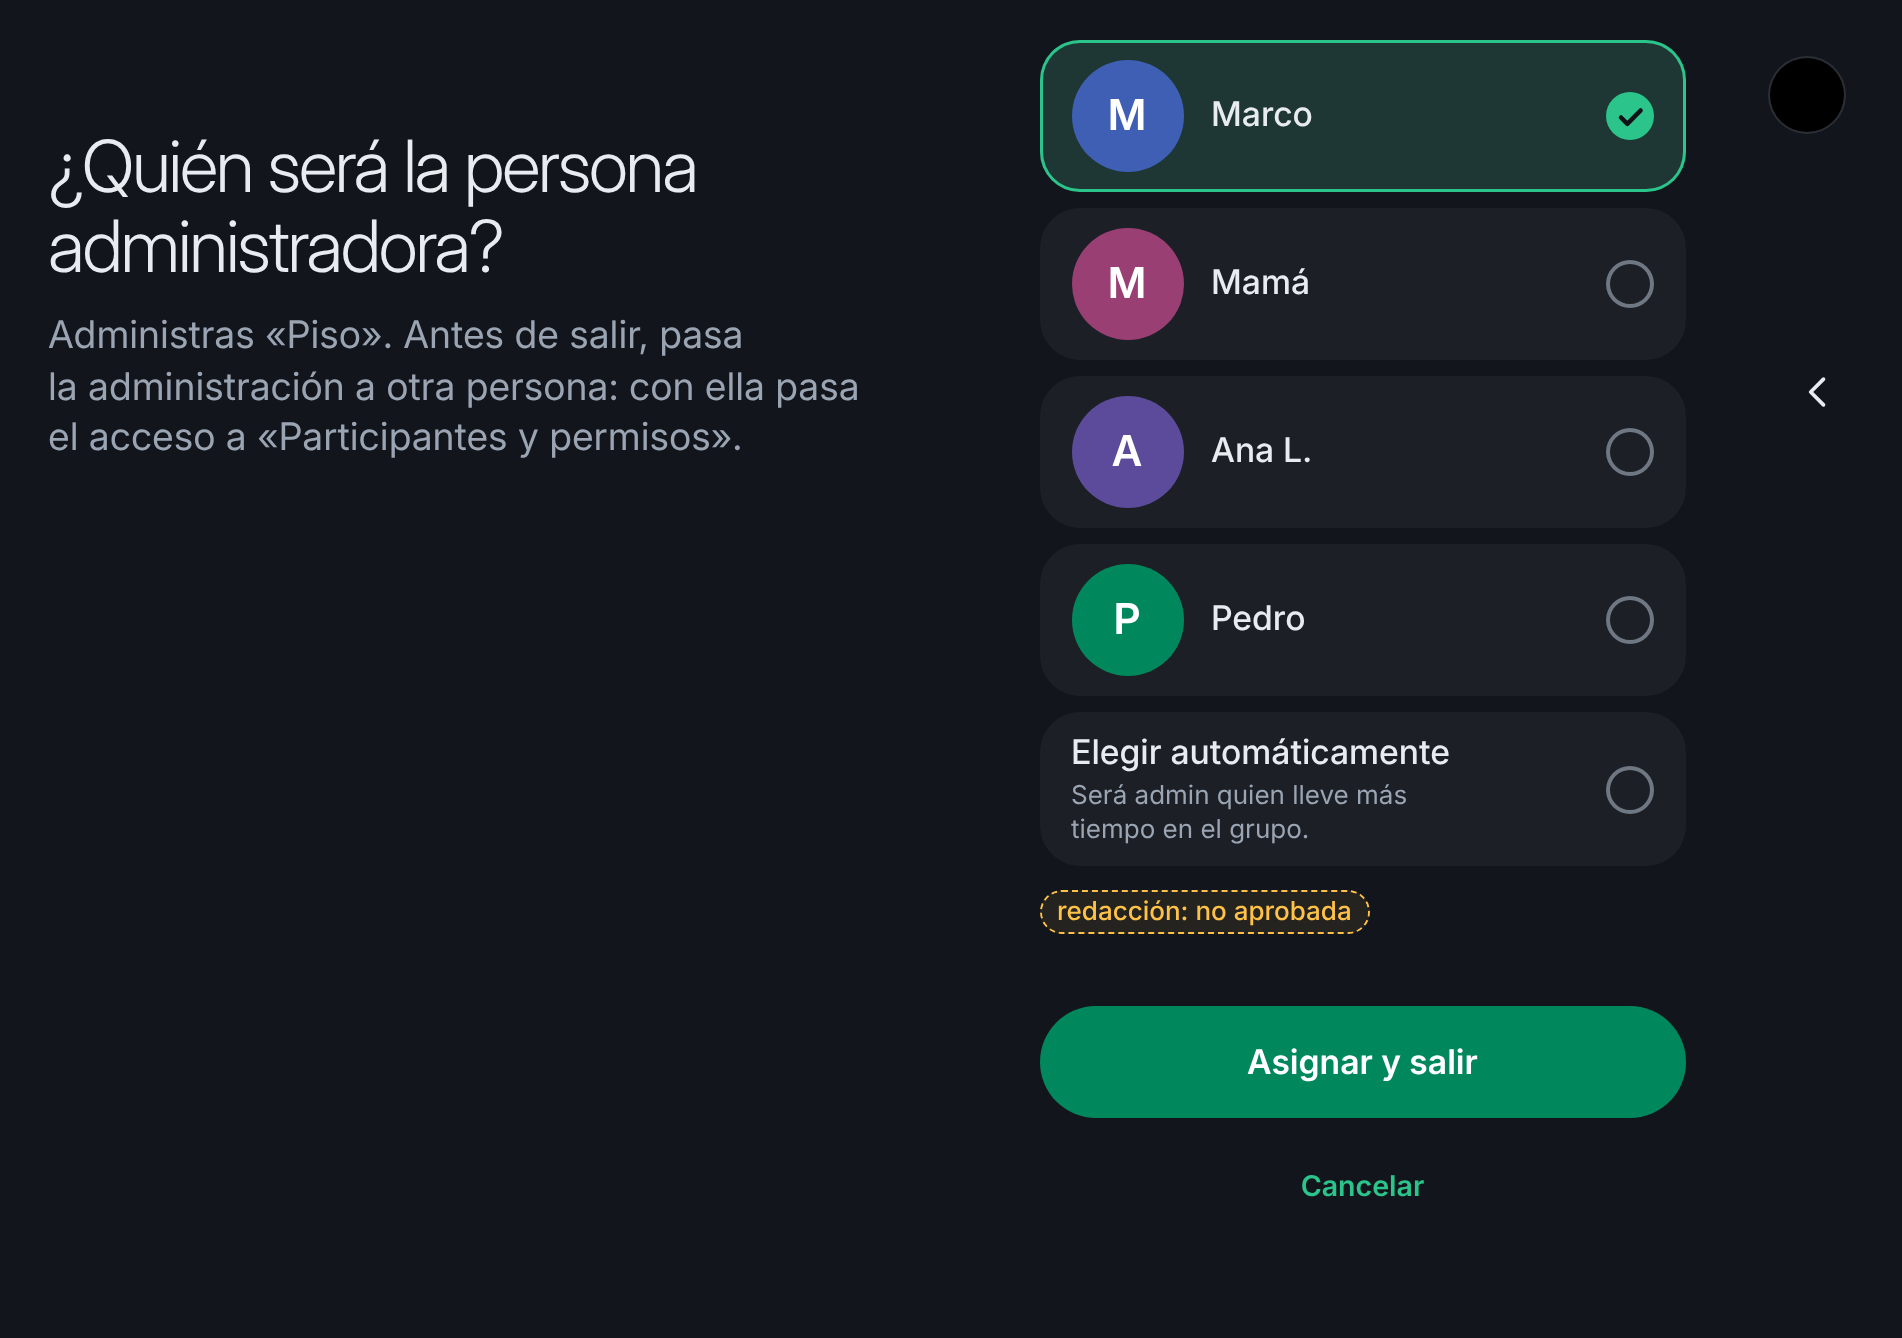 ¿Quién será la persona
administradora?
Administras «Piso». Antes de salir, pasa
la administración a otra persona: con ella pasa
el acceso a «Participantes y permisos».
M Marco
M Mamá
A Ana L.
P Pedro
Elegir automáticamente
Será admin quien lleve más
tiempo en el grupo.
redacción: no aprobada
Asignar y salir
Cancelar